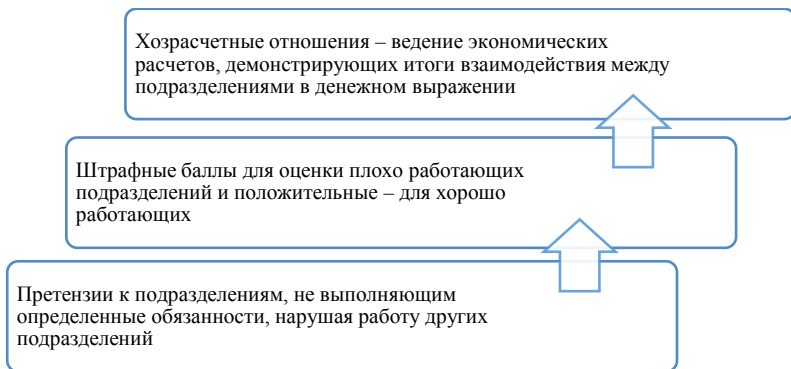 Хозрасчетные отношения – ведение экономических
расчетов, демонстрирующих итоги взаимодействия между
подразделениями в денежном выражении
Штрафные баллы для оценки плохо работающих
подразделений и положительные – для хорошо
работающих
Претензии к подразделениям, не выполняющим
определенные обязанности, нарушая работу других
подразделений